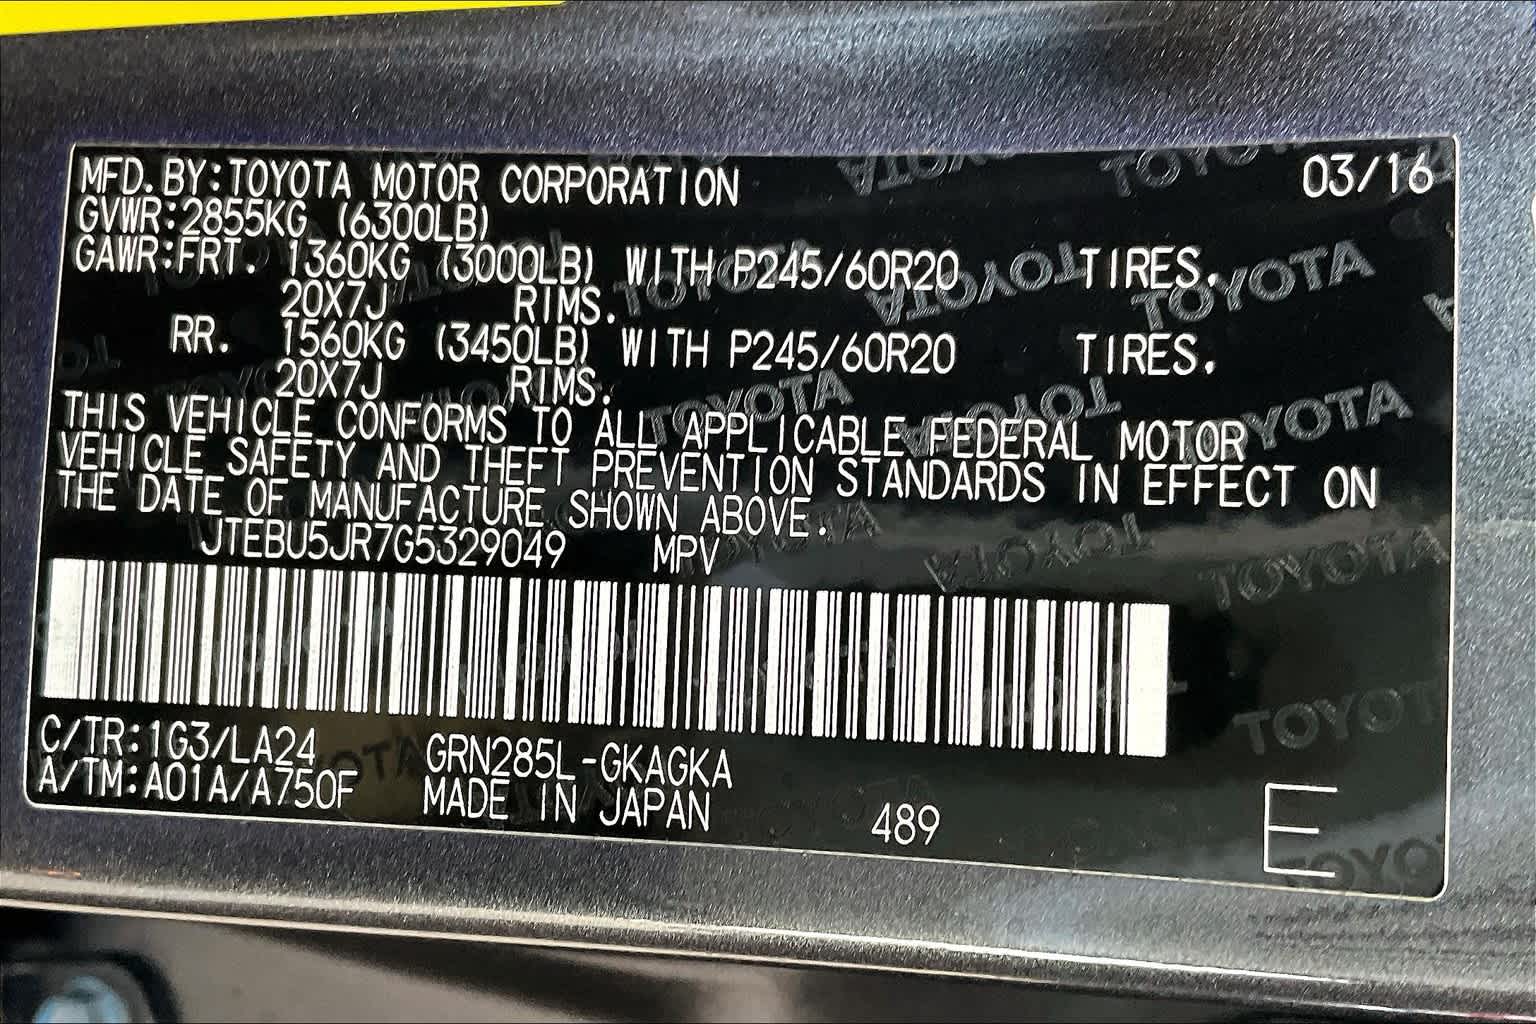 MFD.BY:TOYOTA MOTOR CORPORATION 03/16
GVWR:2855KG (6300LB)
GAWR:FRT. 1360KG (3000LB) WITH P245/60R20 TIRES.
20X7J RIMS.
RR. 1560KG (3450LB) WITH P245/60R20 TIRES.
20X7J RIMS.
THIS VEHICLE CONFORMS TO ALL APPLICABLE FEDERAL MOTOR
VEHICLE SAFETY AND THEFT PREVENTION STANDARDS IN EFFECT ON
THE DATE OF MANUFACTURE SHOWN ABOVE.
JTEBU5JR7G5329049 MPV
C/TR:1G3/LA24 GRN285L-GKAGKA
A/TM:A01A/A750F MADE IN JAPAN 489 E